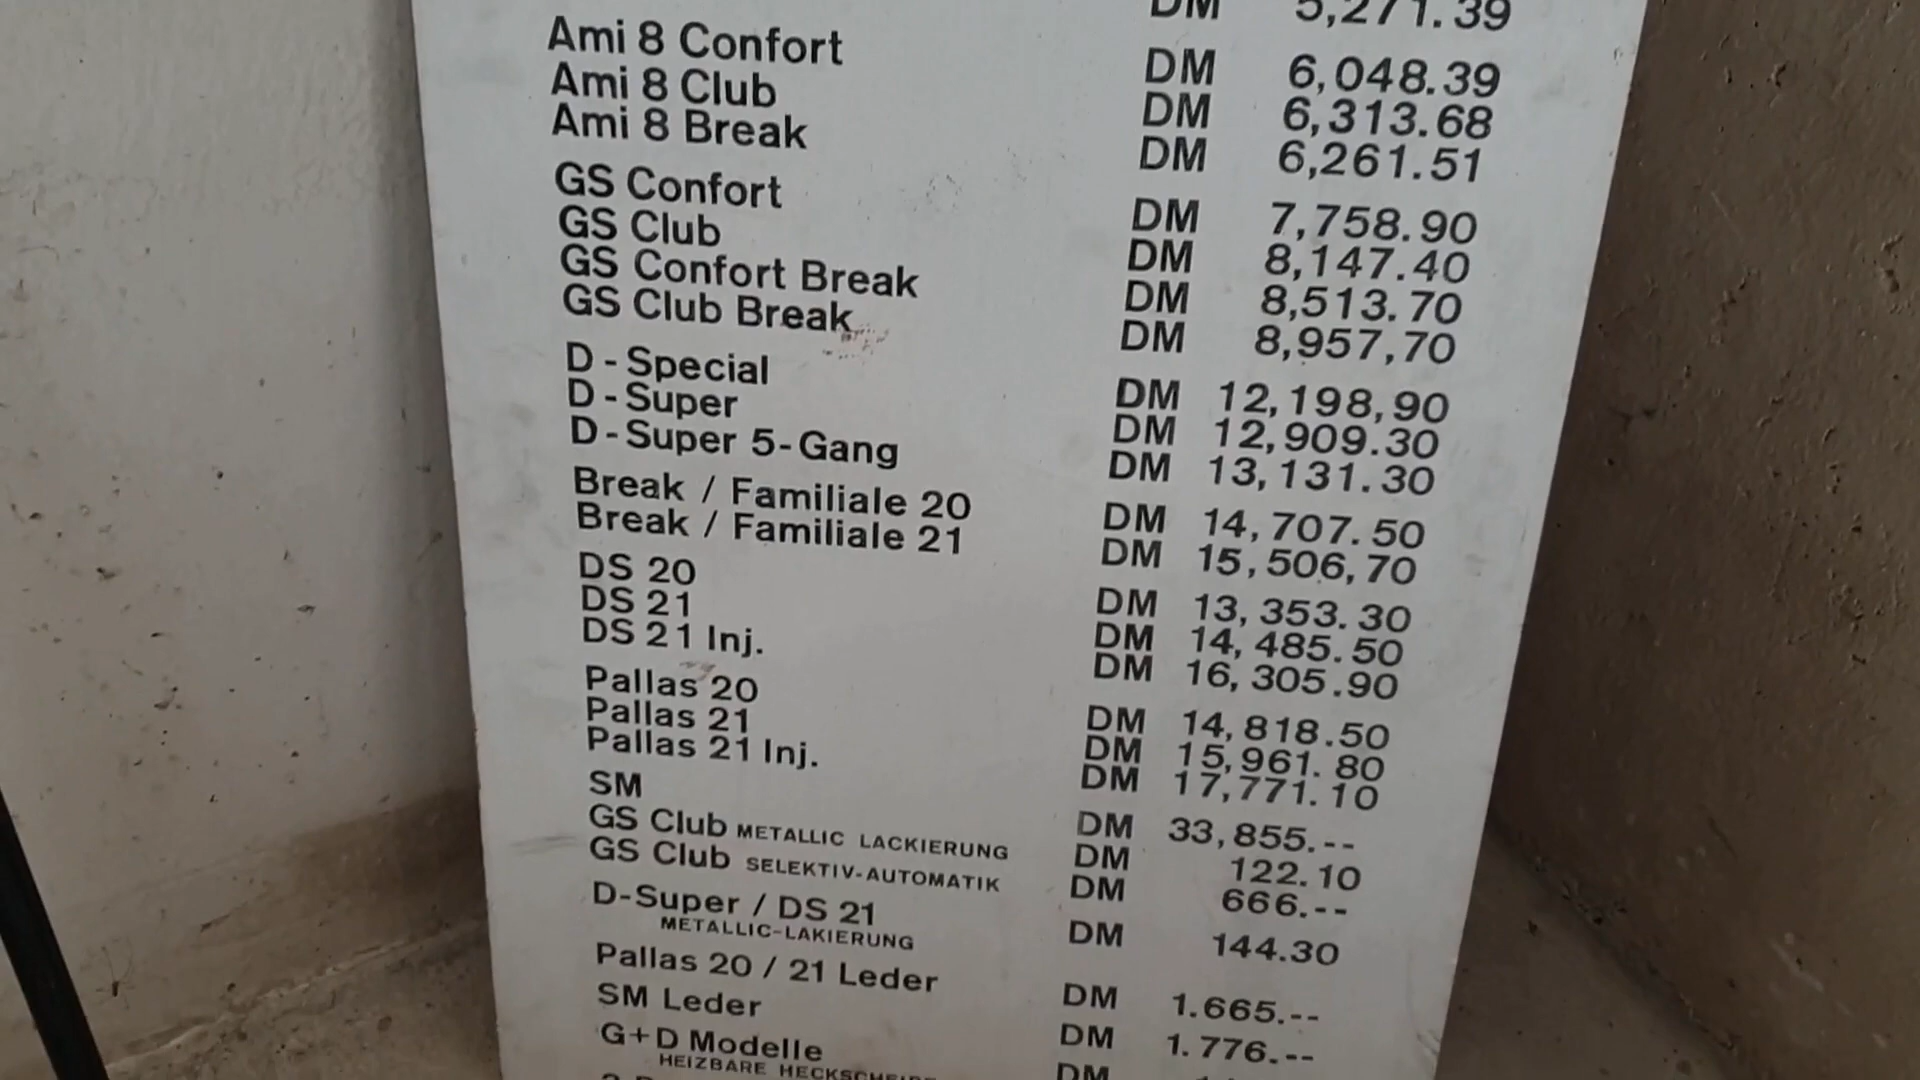 DM 5,271.39
Ami 8 Confort DM 6,048.39
Ami 8 Club DM 6,313.68
Ami 8 Break DM 6,261.51
GS Confort DM 7,758.90
GS Club DM 8,147.40
GS Confort Break DM 8,513.70
GS Club Break DM 8,957,70
D - Special DM 12,198,90
D - Super DM 12,909.30
D - Super 5 - Gang DM 13,131.30
Break / Familiale 20 DM 14,707.50
Break / Familiale 21 DM 15,506,70
DS 20 DM 13,353.30
DS 21 DM 14,485.50
DS 21 Inj. DM 16,305.90
Pallas 20 DM 14,818.50
Pallas 21 DM 15,961.80
Pallas 21 Inj. DM 17,771.10
SM DM 33,855.--
GS Club METALLIC LACKIERUNG DM 122.10
GS Club SELEKTIV-AUTOMATIK DM 666.--
D-Super / DS 21 DM 144.30
METALLIC-LAKIERUNG
Pallas 20 / 21 Leder DM 1.665.--
SM Leder DM 1.776.--
G+D Modelle DM
HEIZBARE HECKSCHEIBE